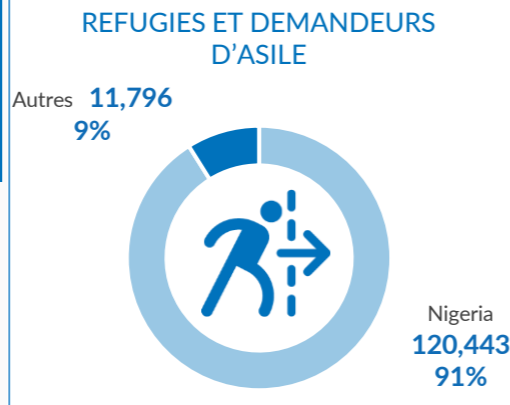 REFUGIES ET DEMANDEURS
D’ASILE
Autres 11,796
9%
Nigeria
120,443
91%